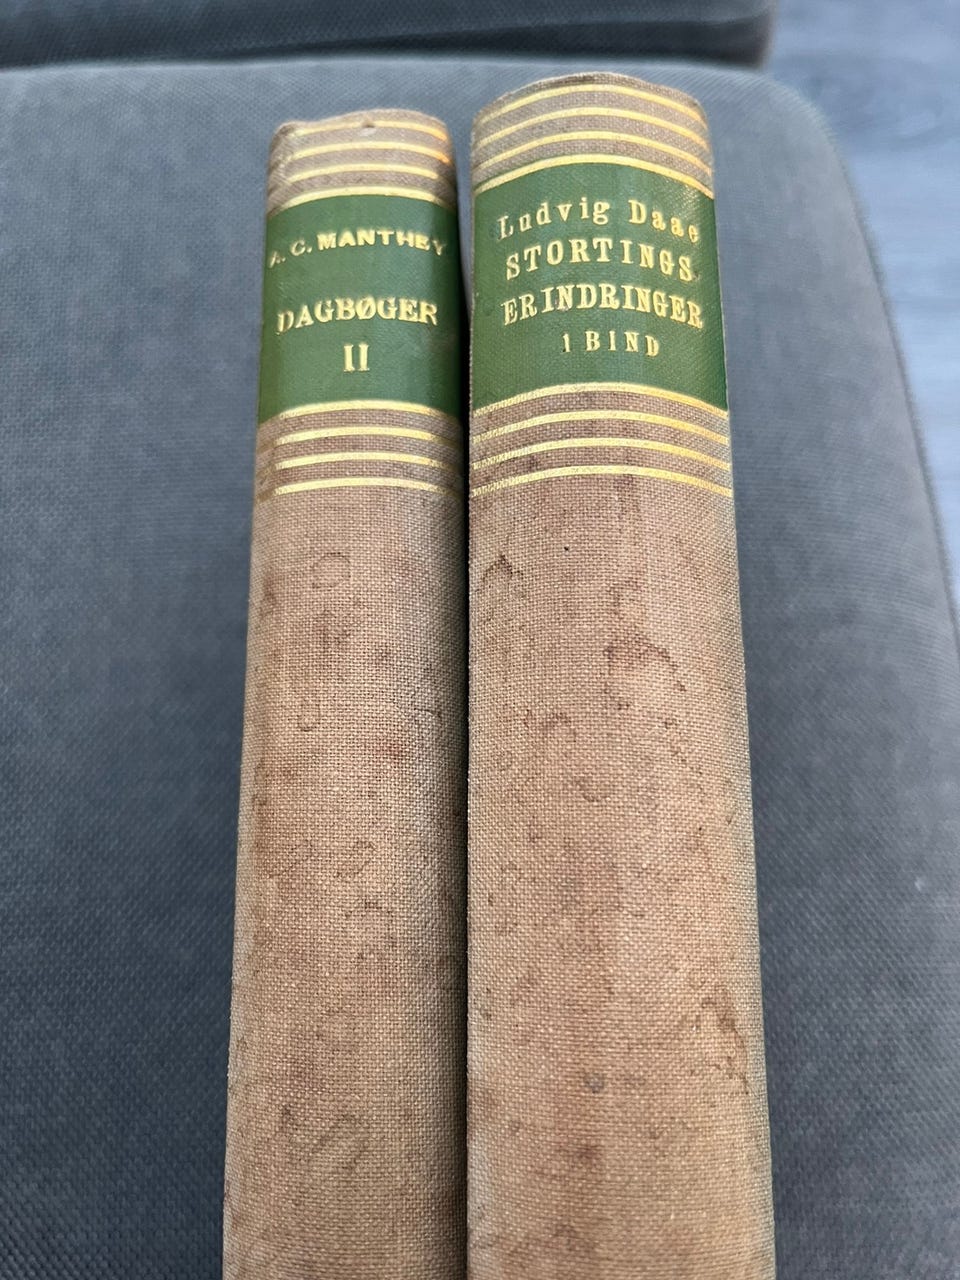 A. C. MANTHEY
DAGBØGER
II
Ludvig Daae
STORTINGS
ERINDRINGER
1 BIND